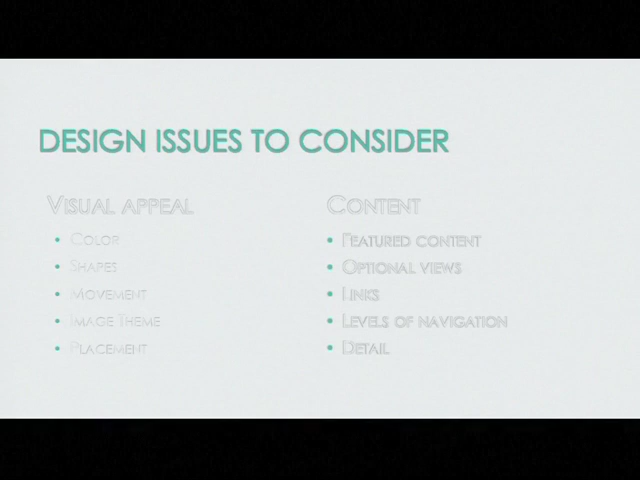 DESIGN ISSUES TO CONSIDER
VISUAL APPEAL
• COLOR
• SHAPES
• MOVEMENT
• IMAGE THEME
• PLACEMENT
CONTENT
• FEATURED CONTENT
• OPTIONAL VIEWS
• LINKS
• LEVELS OF NAVIGATION
• DETAIL